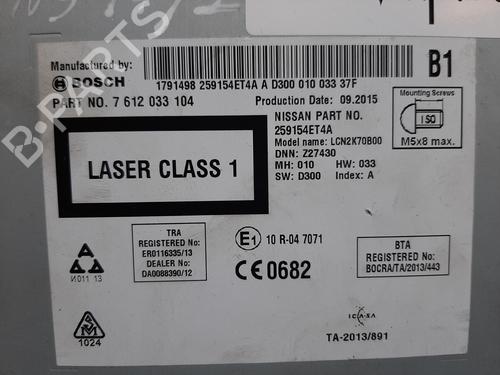 Manufactured by:
B1
BOSCH
1791498 259154ET4A A D300 010 033 37F
PART NO. 7 612 033 104
Production date: 09.2015
NISSAN PART NO.
259154ET4A
Model name: LCN2K70B00
DNN: Z27430
MH: 010 HW: 033
SW: D300 Index: A
Mounting Screws
ISO
M5x8 max.
LASER CLASS 1
TRA
REGISTERED No:
ER0116335/13
DEALER No:
DA0088390/12
E1 10 R-04 7071
CE0682
BTA
REGISTERED No:
BOCRA/TA/2013/443
И011 13
1024
ICASA
TA-2013/891
B-PARTS